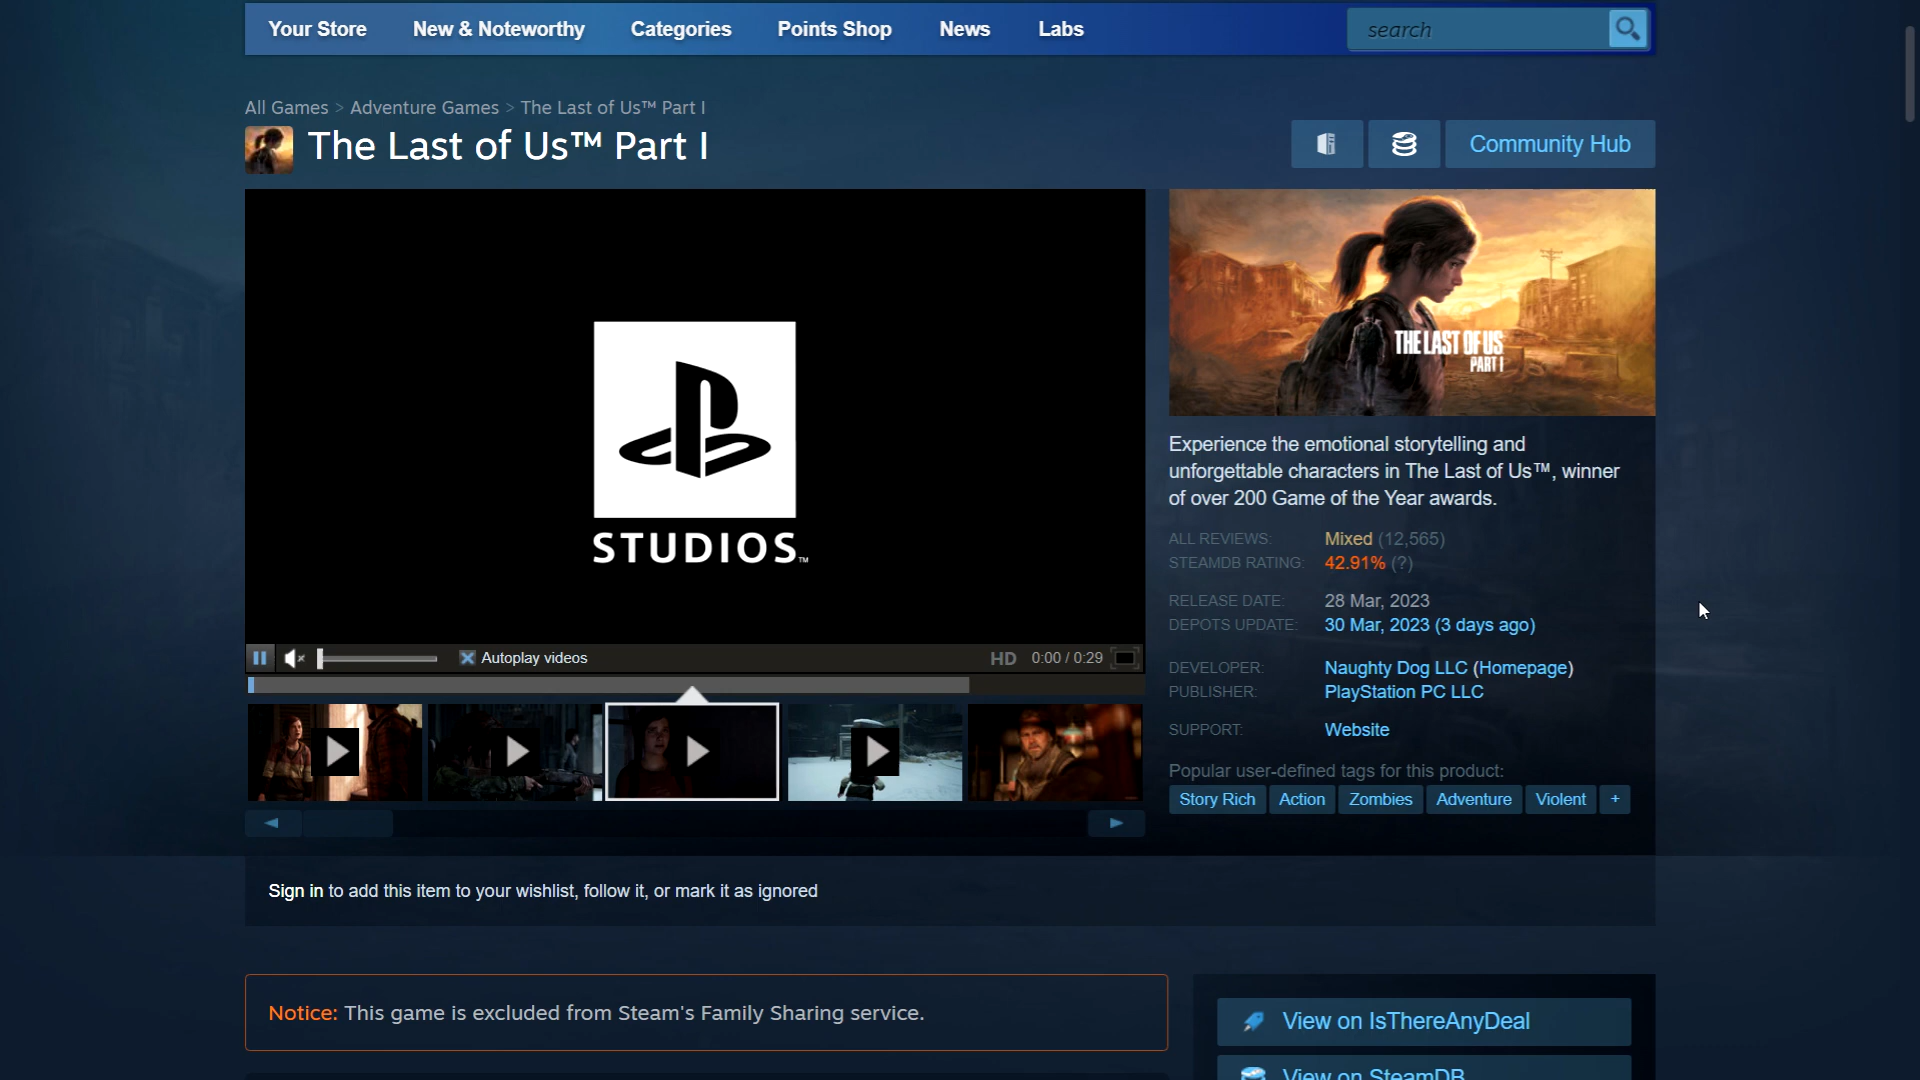 Your Store New & Noteworthy Categories Points Shop News Labs search
All Games > Adventure Games > The Last of Us™ Part I
The Last of Us™ Part I
Community Hub
STUDIOS™
THE LAST OF US
PART I
Experience the emotional storytelling and
unforgettable characters in The Last of Us™, winner
of over 200 Game of the Year awards.
ALL REVIEWS: Mixed (12,565)
STEAMDB RATING: 42.91% (?)
RELEASE DATE: 28 Mar, 2023
DEPOTS UPDATE: 30 Mar, 2023 (3 days ago)
DEVELOPER: Naughty Dog LLC (Homepage)
PUBLISHER: PlayStation PC LLC
SUPPORT: Website
Popular user-defined tags for this product:
Story Rich Action Zombies Adventure Violent +
Autoplay videos HD 0:00 / 0:29
Sign in to add this item to your wishlist, follow it, or mark it as ignored
Notice: This game is excluded from Steam's Family Sharing service.
View on IsThereAnyDeal
View on SteamDB